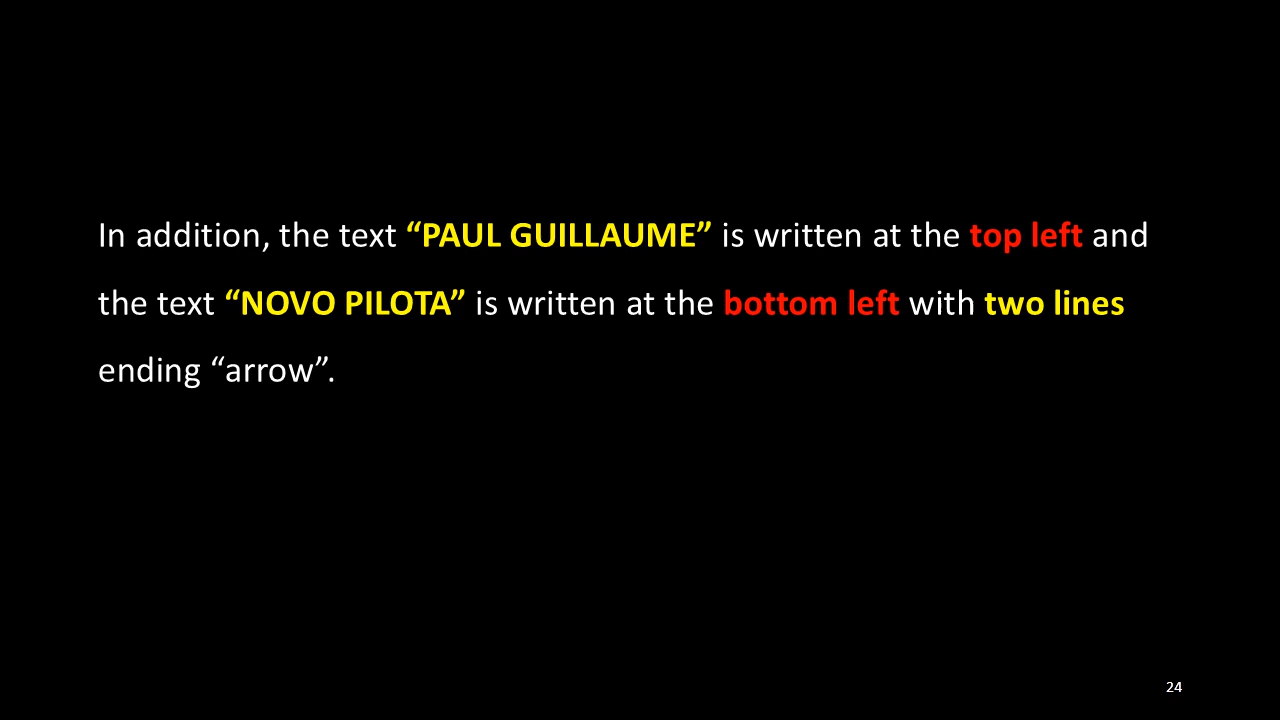 In addition, the text “PAUL GUILLAUME” is written at the top left and
the text “NOVO PILOTA” is written at the bottom left with two lines
ending “arrow”.
24